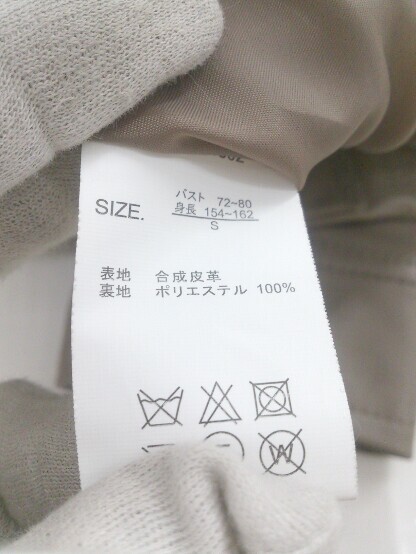 SIZE.
バスト 72~80
身長 154~162
S
表地 合成皮革
裏地 ポリエステル 100%
W